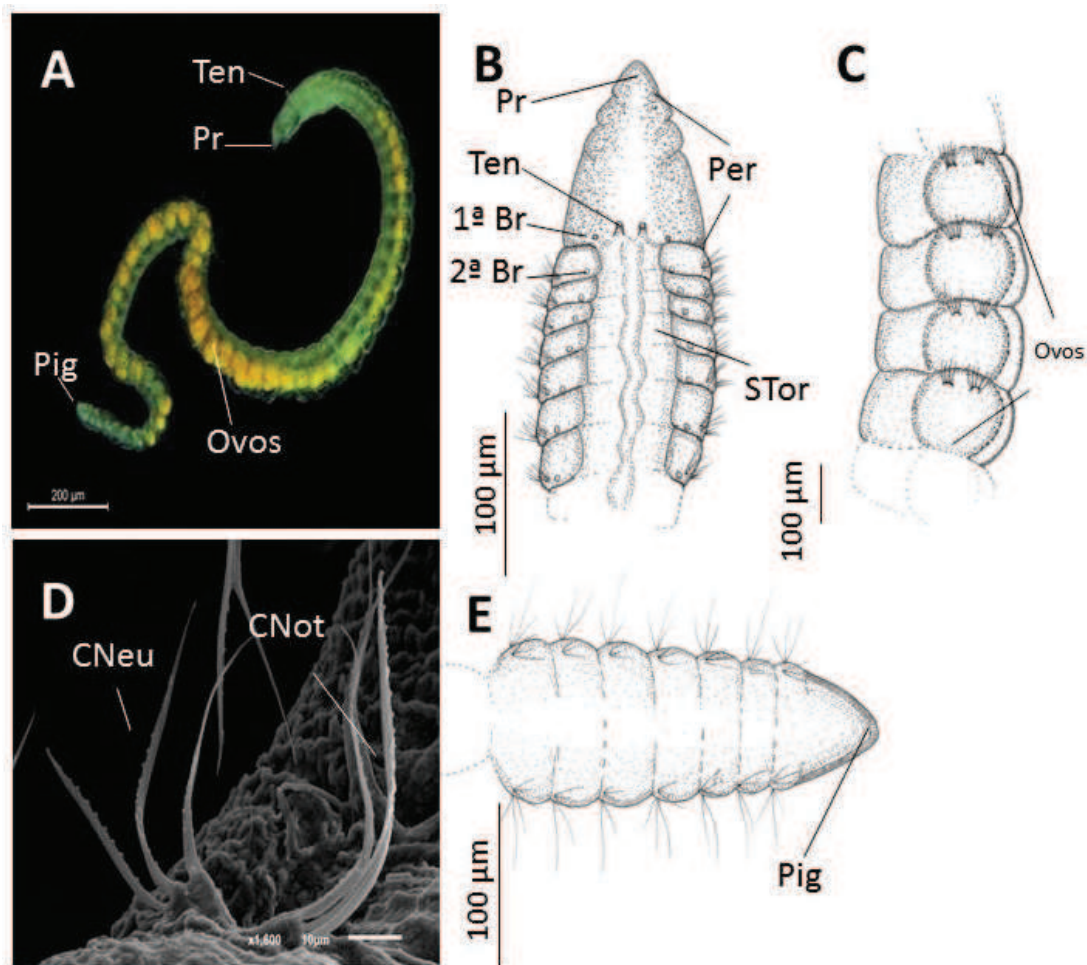 A
Ten
Pr
Pig
Ovos
200 µm
B
Pr
Ten
Per
1ª Br
2ª Br
STor
100 µm
C
Ovos
100 µm
D
CNeu
CNot
x1,600 10µm
E
Pig
100 µm